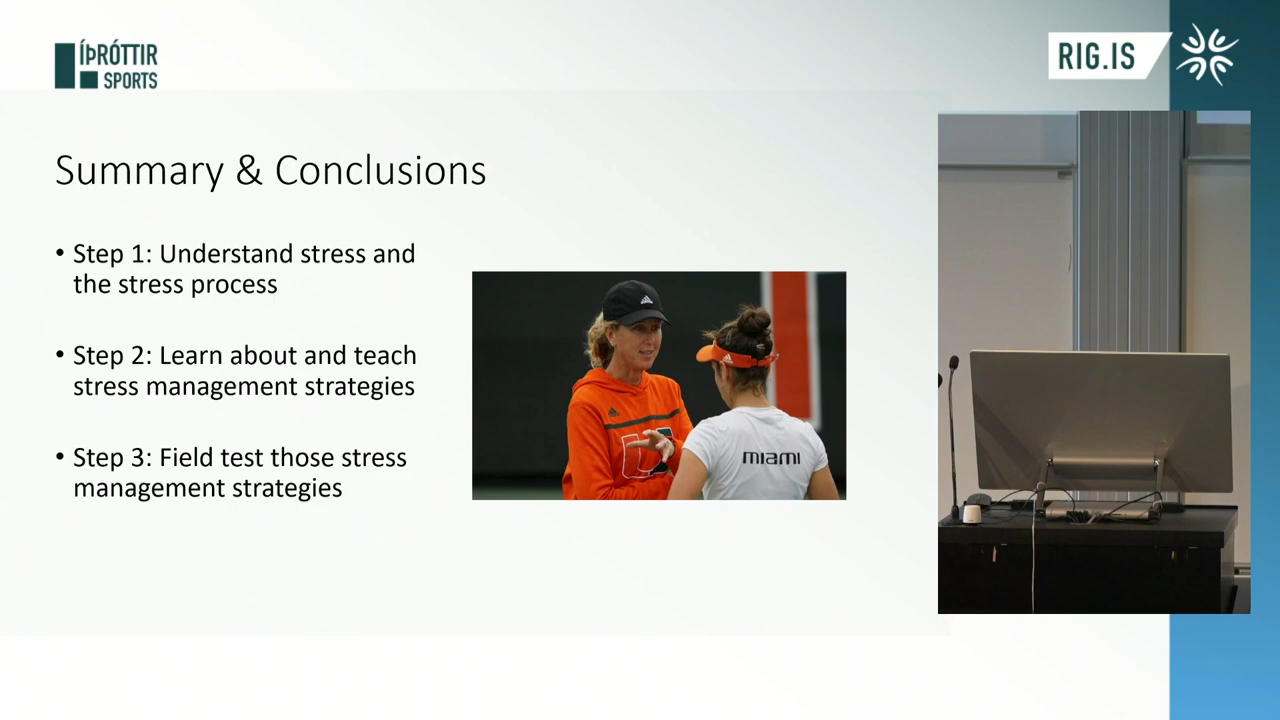 ÍÞRÓTTIR
SPORTS
RIG.IS
Summary & Conclusions
• Step 1: Understand stress and
the stress process
• Step 2: Learn about and teach
stress management strategies
• Step 3: Field test those stress
management strategies
MIAMI